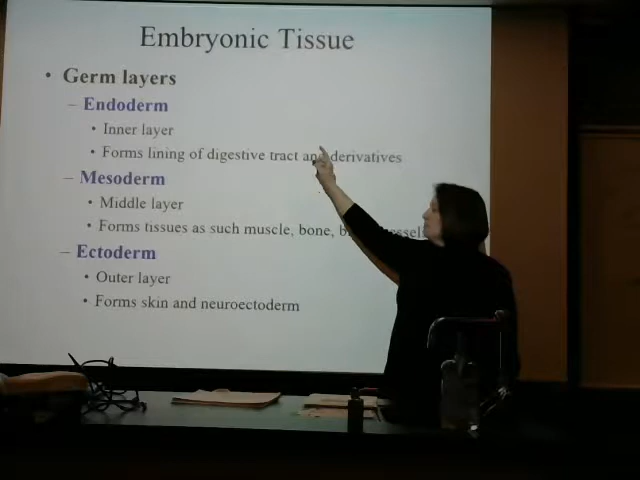 Embryonic Tissue
• Germ layers
– Endoderm
• Inner layer
• Forms lining of digestive tract and derivatives
– Mesoderm
• Middle layer
• Forms tissues as such muscle, bone,
– Ectoderm
• Outer layer
• Forms skin and neuroectoderm